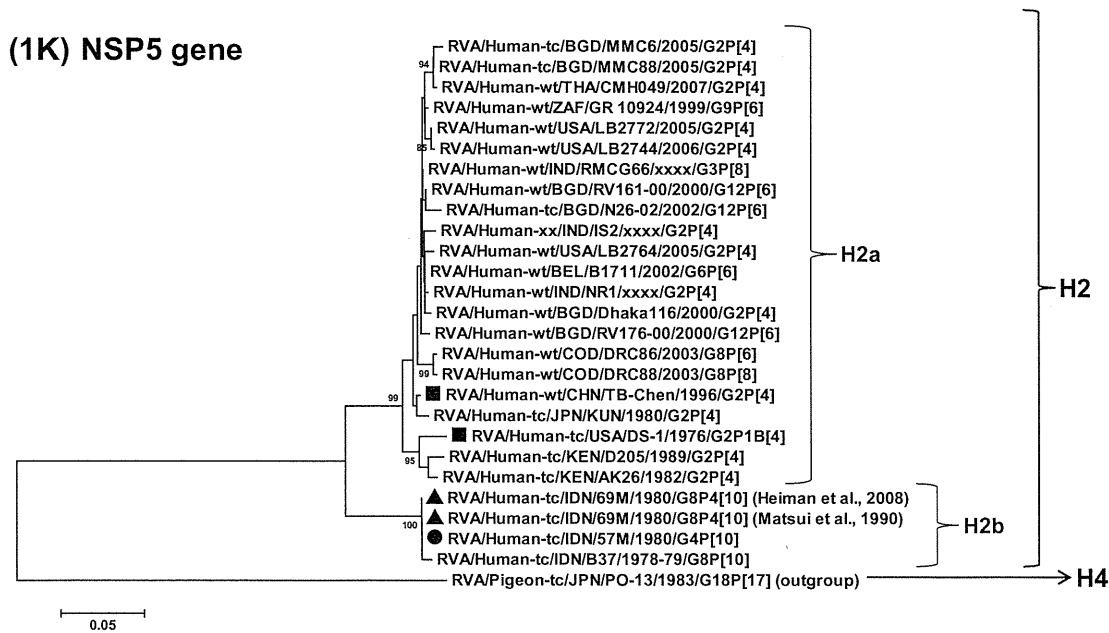 (1K) NSP5 gene
RVA/Human-tc/BGD/MMC6/2005/G2P[4]
94
RVA/Human-tc/BGD/MMC88/2005/G2P[4]
RVA/Human-wt/THA/CMH049/2007/G2P[4]
RVA/Human-wt/ZAF/GR 10924/1999/G9P[6]
RVA/Human-wt/USA/LB2772/2005/G2P[4]
85
RVA/Human-wt/USA/LB2744/2006/G2P[4]
RVA/Human-wt/IND/RMCG66/xxxx/G3P[8]
RVA/Human-wt/BGD/RV161-00/2000/G12P[6]
RVA/Human-tc/BGD/N26-02/2002/G12P[6]
RVA/Human-xx/IND/IS2/xxxx/G2P[4]
RVA/Human-wt/USA/LB2764/2005/G2P[4]
H2a
RVA/Human-wt/BEL/B1711/2002/G6P[6]
H2
RVA/Human-wt/IND/NR1/xxxx/G2P[4]
RVA/Human-wt/BGD/Dhaka116/2000/G2P[4]
RVA/Human-wt/BGD/RV176-00/2000/G12P[6]
RVA/Human-wt/COD/DRC86/2003/G8P[6]
99
RVA/Human-wt/COD/DRC88/2003/G8P[8]
99
RVA/Human-wt/CHN/TB-Chen/1996/G2P[4]
RVA/Human-tc/JPN/KUN/1980/G2P[4]
RVA/Human-tc/USA/DS-1/1976/G2P1B[4]
95
RVA/Human-tc/KEN/D205/1989/G2P[4]
RVA/Human-tc/KEN/AK26/1982/G2P[4]
RVA/Human-tc/IDN/69M/1980/G8P4[10] (Heiman et al., 2008)
100
RVA/Human-tc/IDN/69M/1980/G8P4[10] (Matsui et al., 1990)
H2b
RVA/Human-tc/IDN/57M/1980/G4P[10]
RVA/Human-tc/IDN/B37/1978-79/G8P[10]
RVA/Pigeon-tc/JPN/PO-13/1983/G18P[17] (outgroup)
H4
0.05